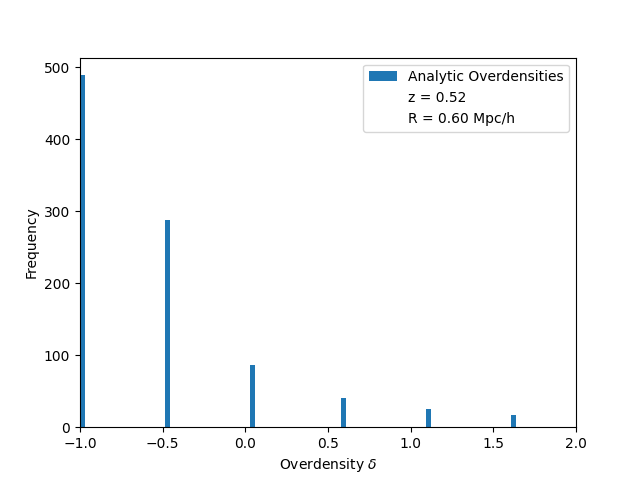 Analytic Overdensities
z = 0.52
R = 0.60 Mpc/h
Frequency
500
400
300
200
100
0
−1.0 −0.5 0.0 0.5 1.0 1.5 2.0
Overdensity δ